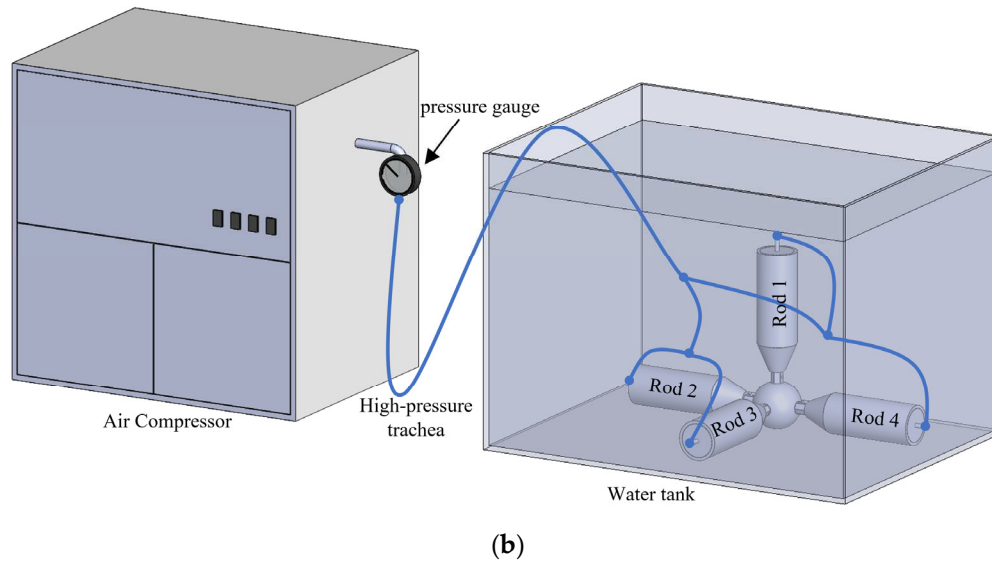 pressure gauge
Rod 1
Rod 2
Rod 3
Rod 4
High-pressure
trachea
Air Compressor
Water tank
(b)